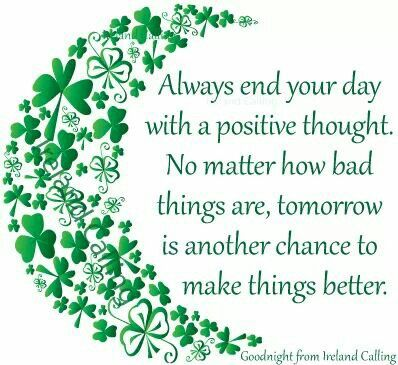 Always end your day
with a positive thought.
No matter how bad
things are, tomorrow
is another chance to
make things better.
Goodnight from Ireland Calling